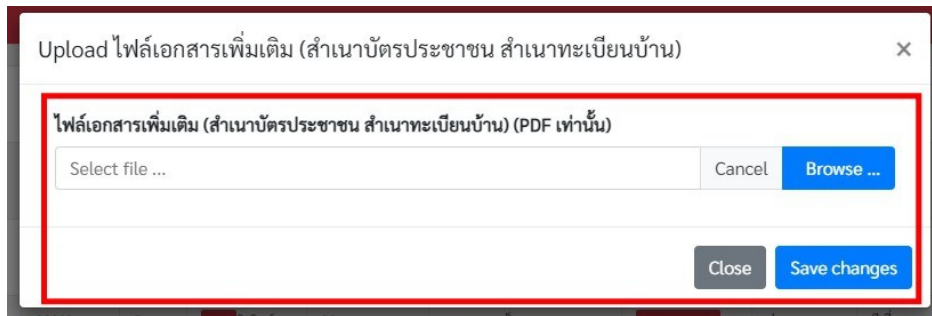 Upload ไฟล์เอกสารเพิ่มเติม (สำเนาบัตรประชาชน สำเนาทะเบียนบ้าน) ×
ไฟล์เอกสารเพิ่มเติม (สำเนาบัตรประชาชน สำเนาทะเบียนบ้าน) (PDF เท่านั้น)
Select file ... Cancel Browse ...
Close Save changes